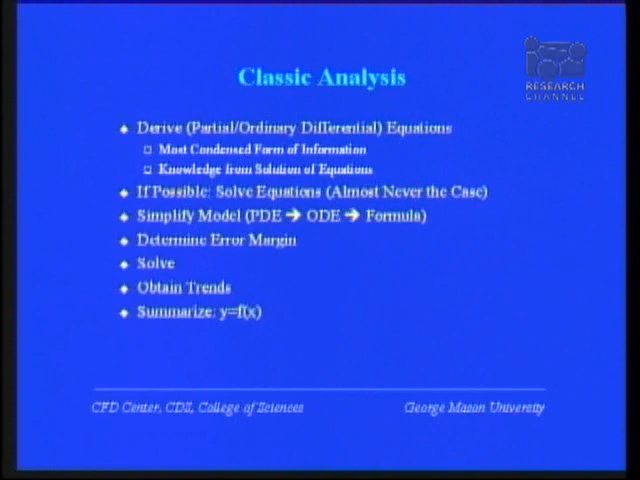 RESEARCH
CHANNEL
Classic Analysis
Derive (Partial/Ordinary Differential) Equations
Most Condensed Form of Information
Knowledge from Solution of Equations
If Possible: Solve Equations (Almost Never the Case)
Simplify Model (PDE → ODE → Formula)
Determine Error Margin
Solve
Obtain Trends
Summarize: y=f(x)
CFD Center, CDS, College of Sciences
George Mason University